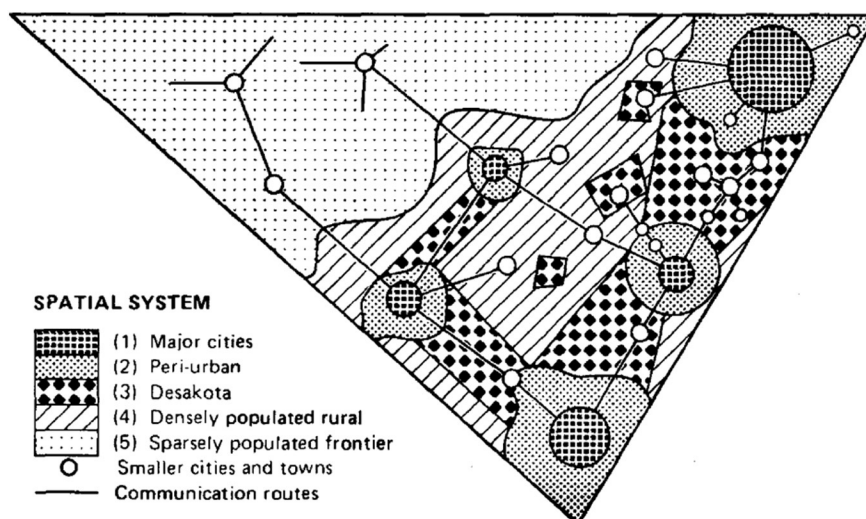 SPATIAL SYSTEM
(1) Major cities
(2) Peri-urban
(3) Desakota
(4) Densely populated rural
(5) Sparsely populated frontier
Smaller cities and towns
Communication routes